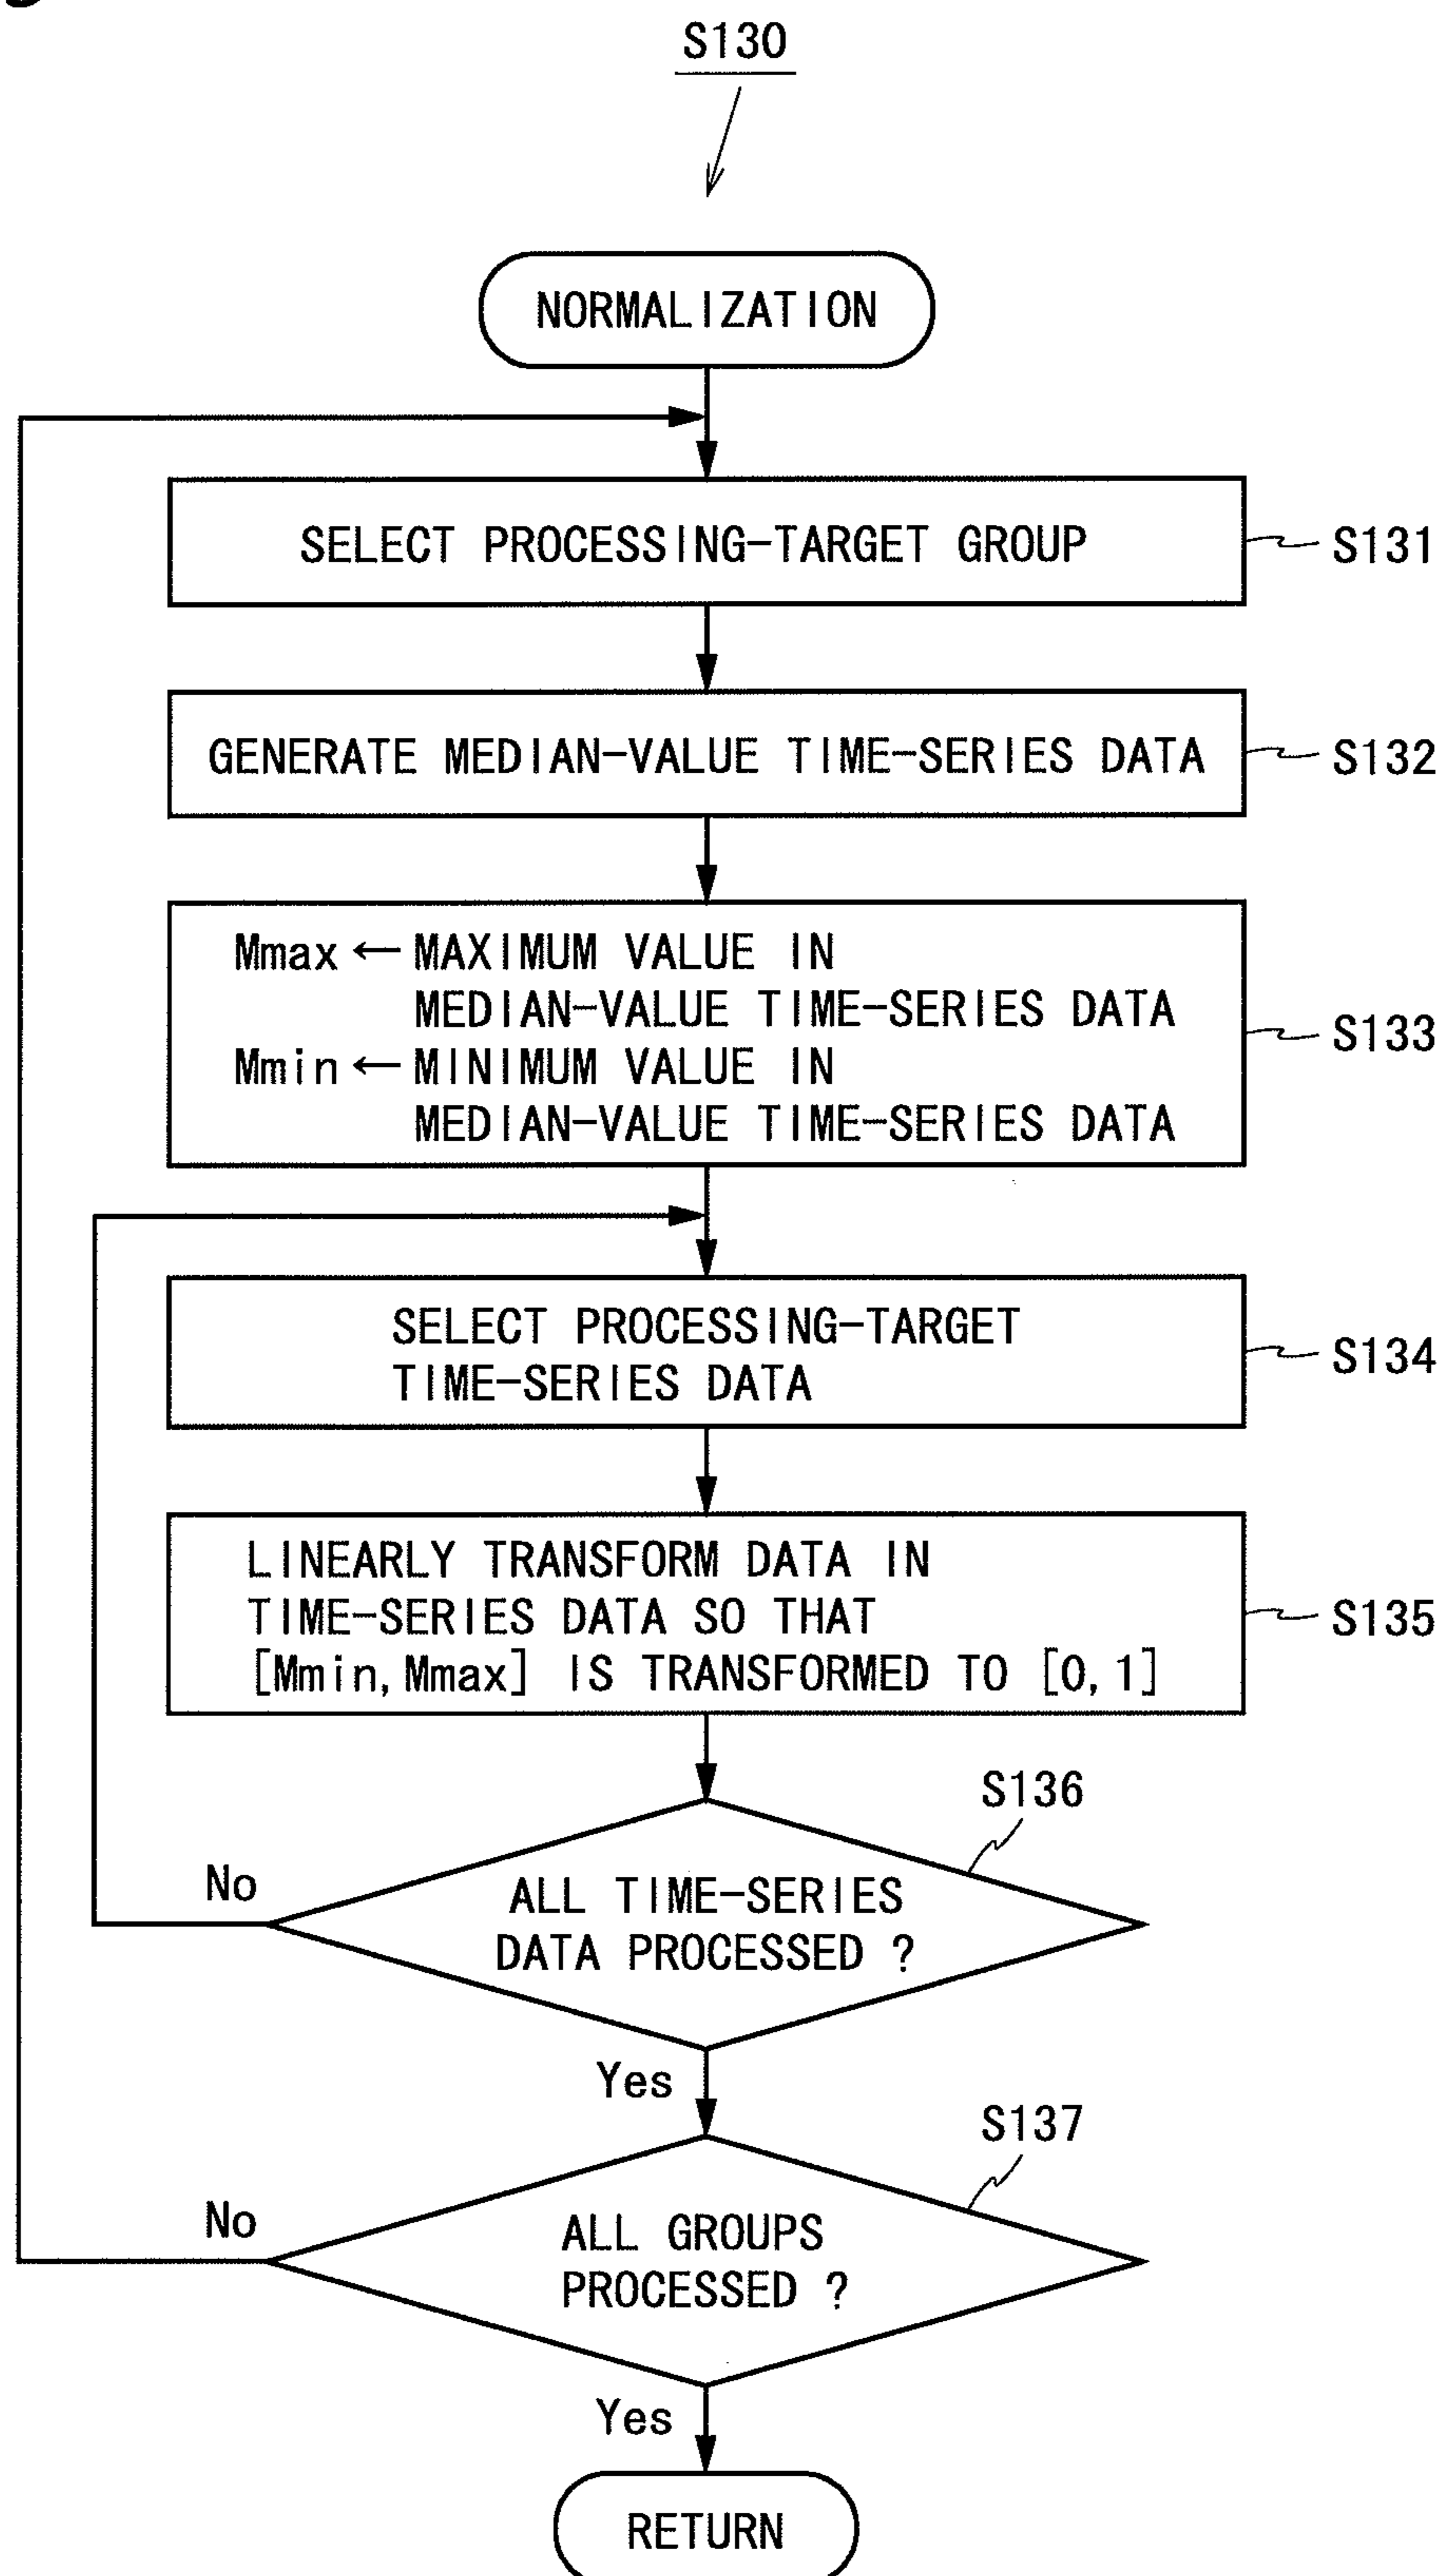 S130
NORMALIZATION
SELECT PROCESSING-TARGET GROUP
S131
GENERATE MEDIAN-VALUE TIME-SERIES DATA
S132
Mmax ← MAXIMUM VALUE IN
MEDIAN-VALUE TIME-SERIES DATA
Mmin ← MINIMUM VALUE IN
MEDIAN-VALUE TIME-SERIES DATA
S133
SELECT PROCESSING-TARGET
TIME-SERIES DATA
S134
LINEARLY TRANSFORM DATA IN
TIME-SERIES DATA SO THAT
[Mmin, Mmax] IS TRANSFORMED TO [0, 1]
S135
S136
No
ALL TIME-SERIES
DATA PROCESSED ?
Yes
S137
No
ALL GROUPS
PROCESSED ?
Yes
RETURN